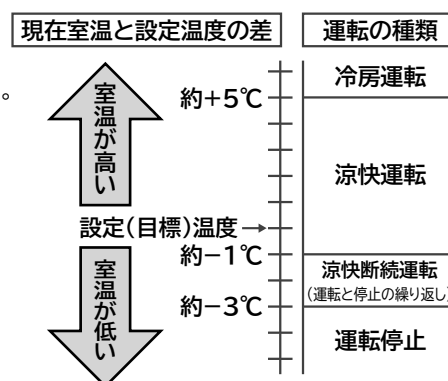 現在室温と設定温度の差
運転の種類
。
室温が高い
約+5℃
冷房運転
涼快運転
設定(目標)温度→
約−1℃
涼快断続運転
(運転と停止の繰り返し)
室温が低い
約−3℃
運転停止